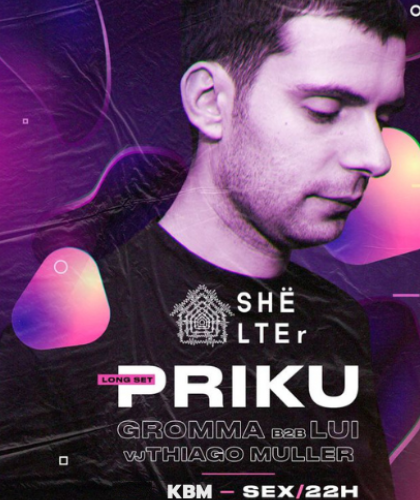 SHË
LTEr
LONG SET
PRIKU
GROMMA B2B LUI
VJ THIAGO MULLER
KBM — SEX/22H